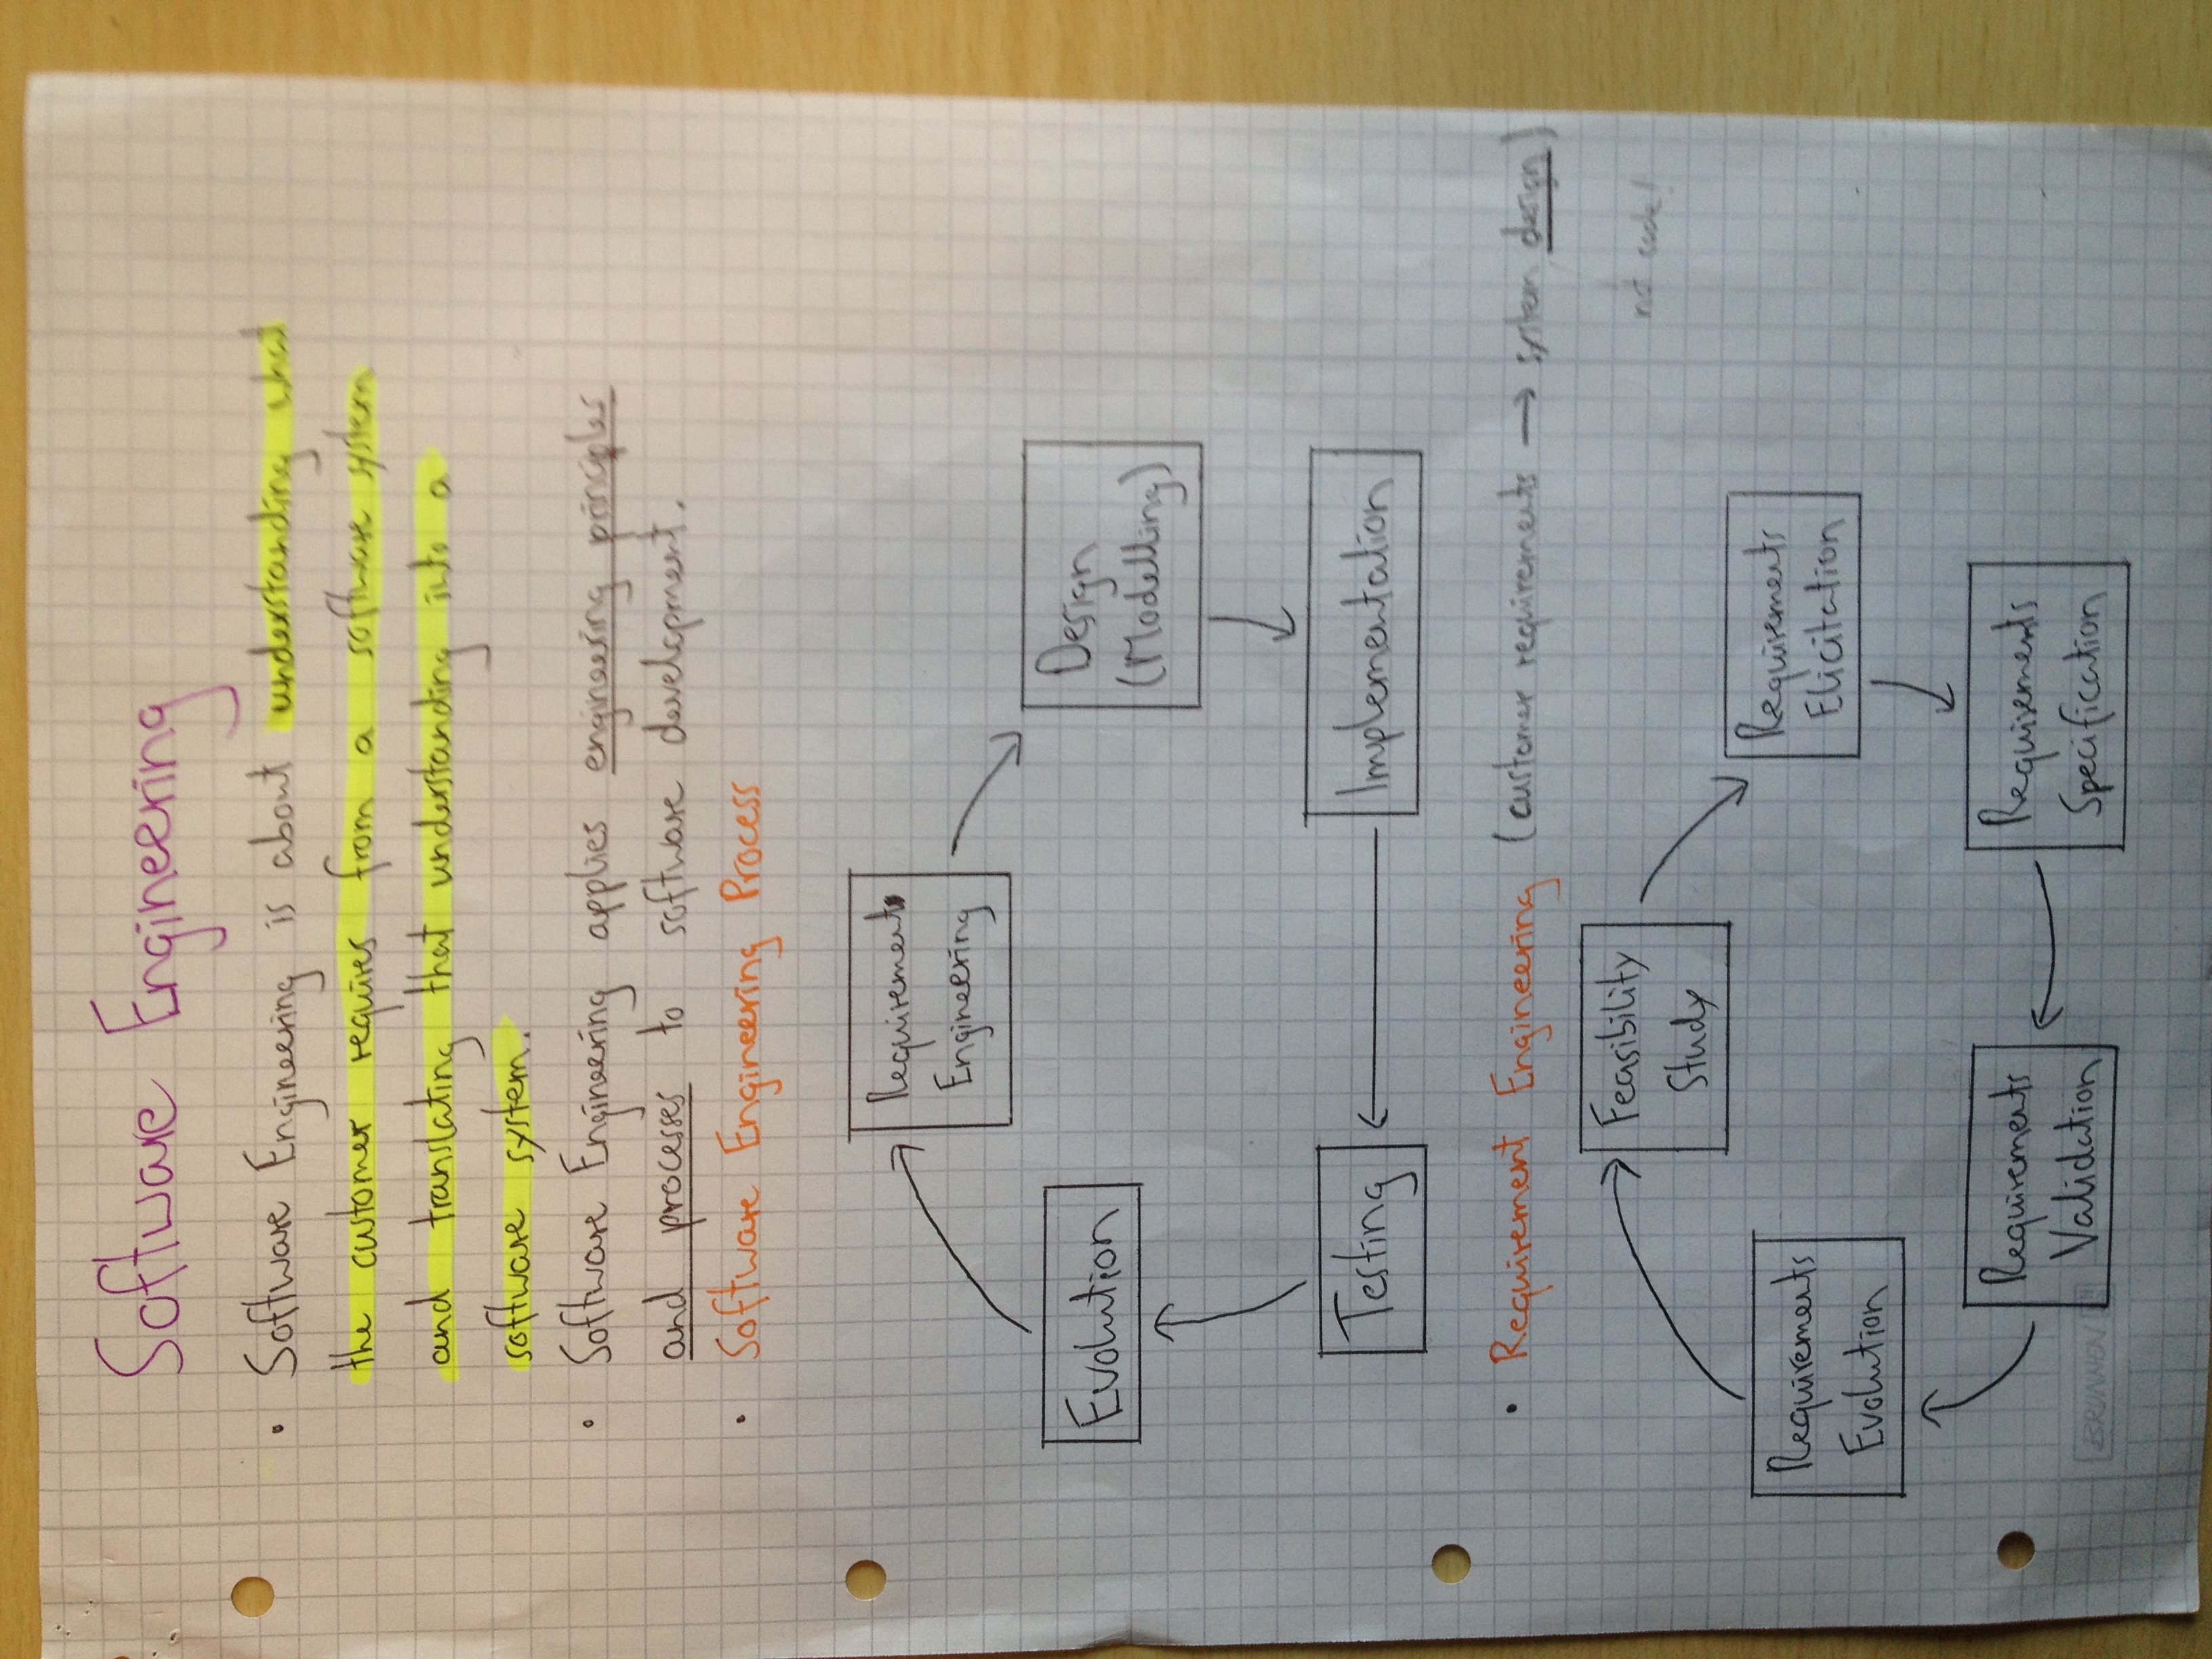 Software Engineering
• Software Engineering is about understanding what
the customer requires from a software system
and translating that understanding into a
software system.
• Software Engineering applies engineering principles
and processes to software development.
• Software Engineering Process
Requirement
Engineering
Design
(Modelling)
Implementation
Testing
Evolution
• Requirement Engineering (customer requirements → system design)
not code!
Feasibility
Study
Requirements
Elicitation
Requirements
Specification
Requirements
Validation
Requirements
Evolution
BRUNNEN